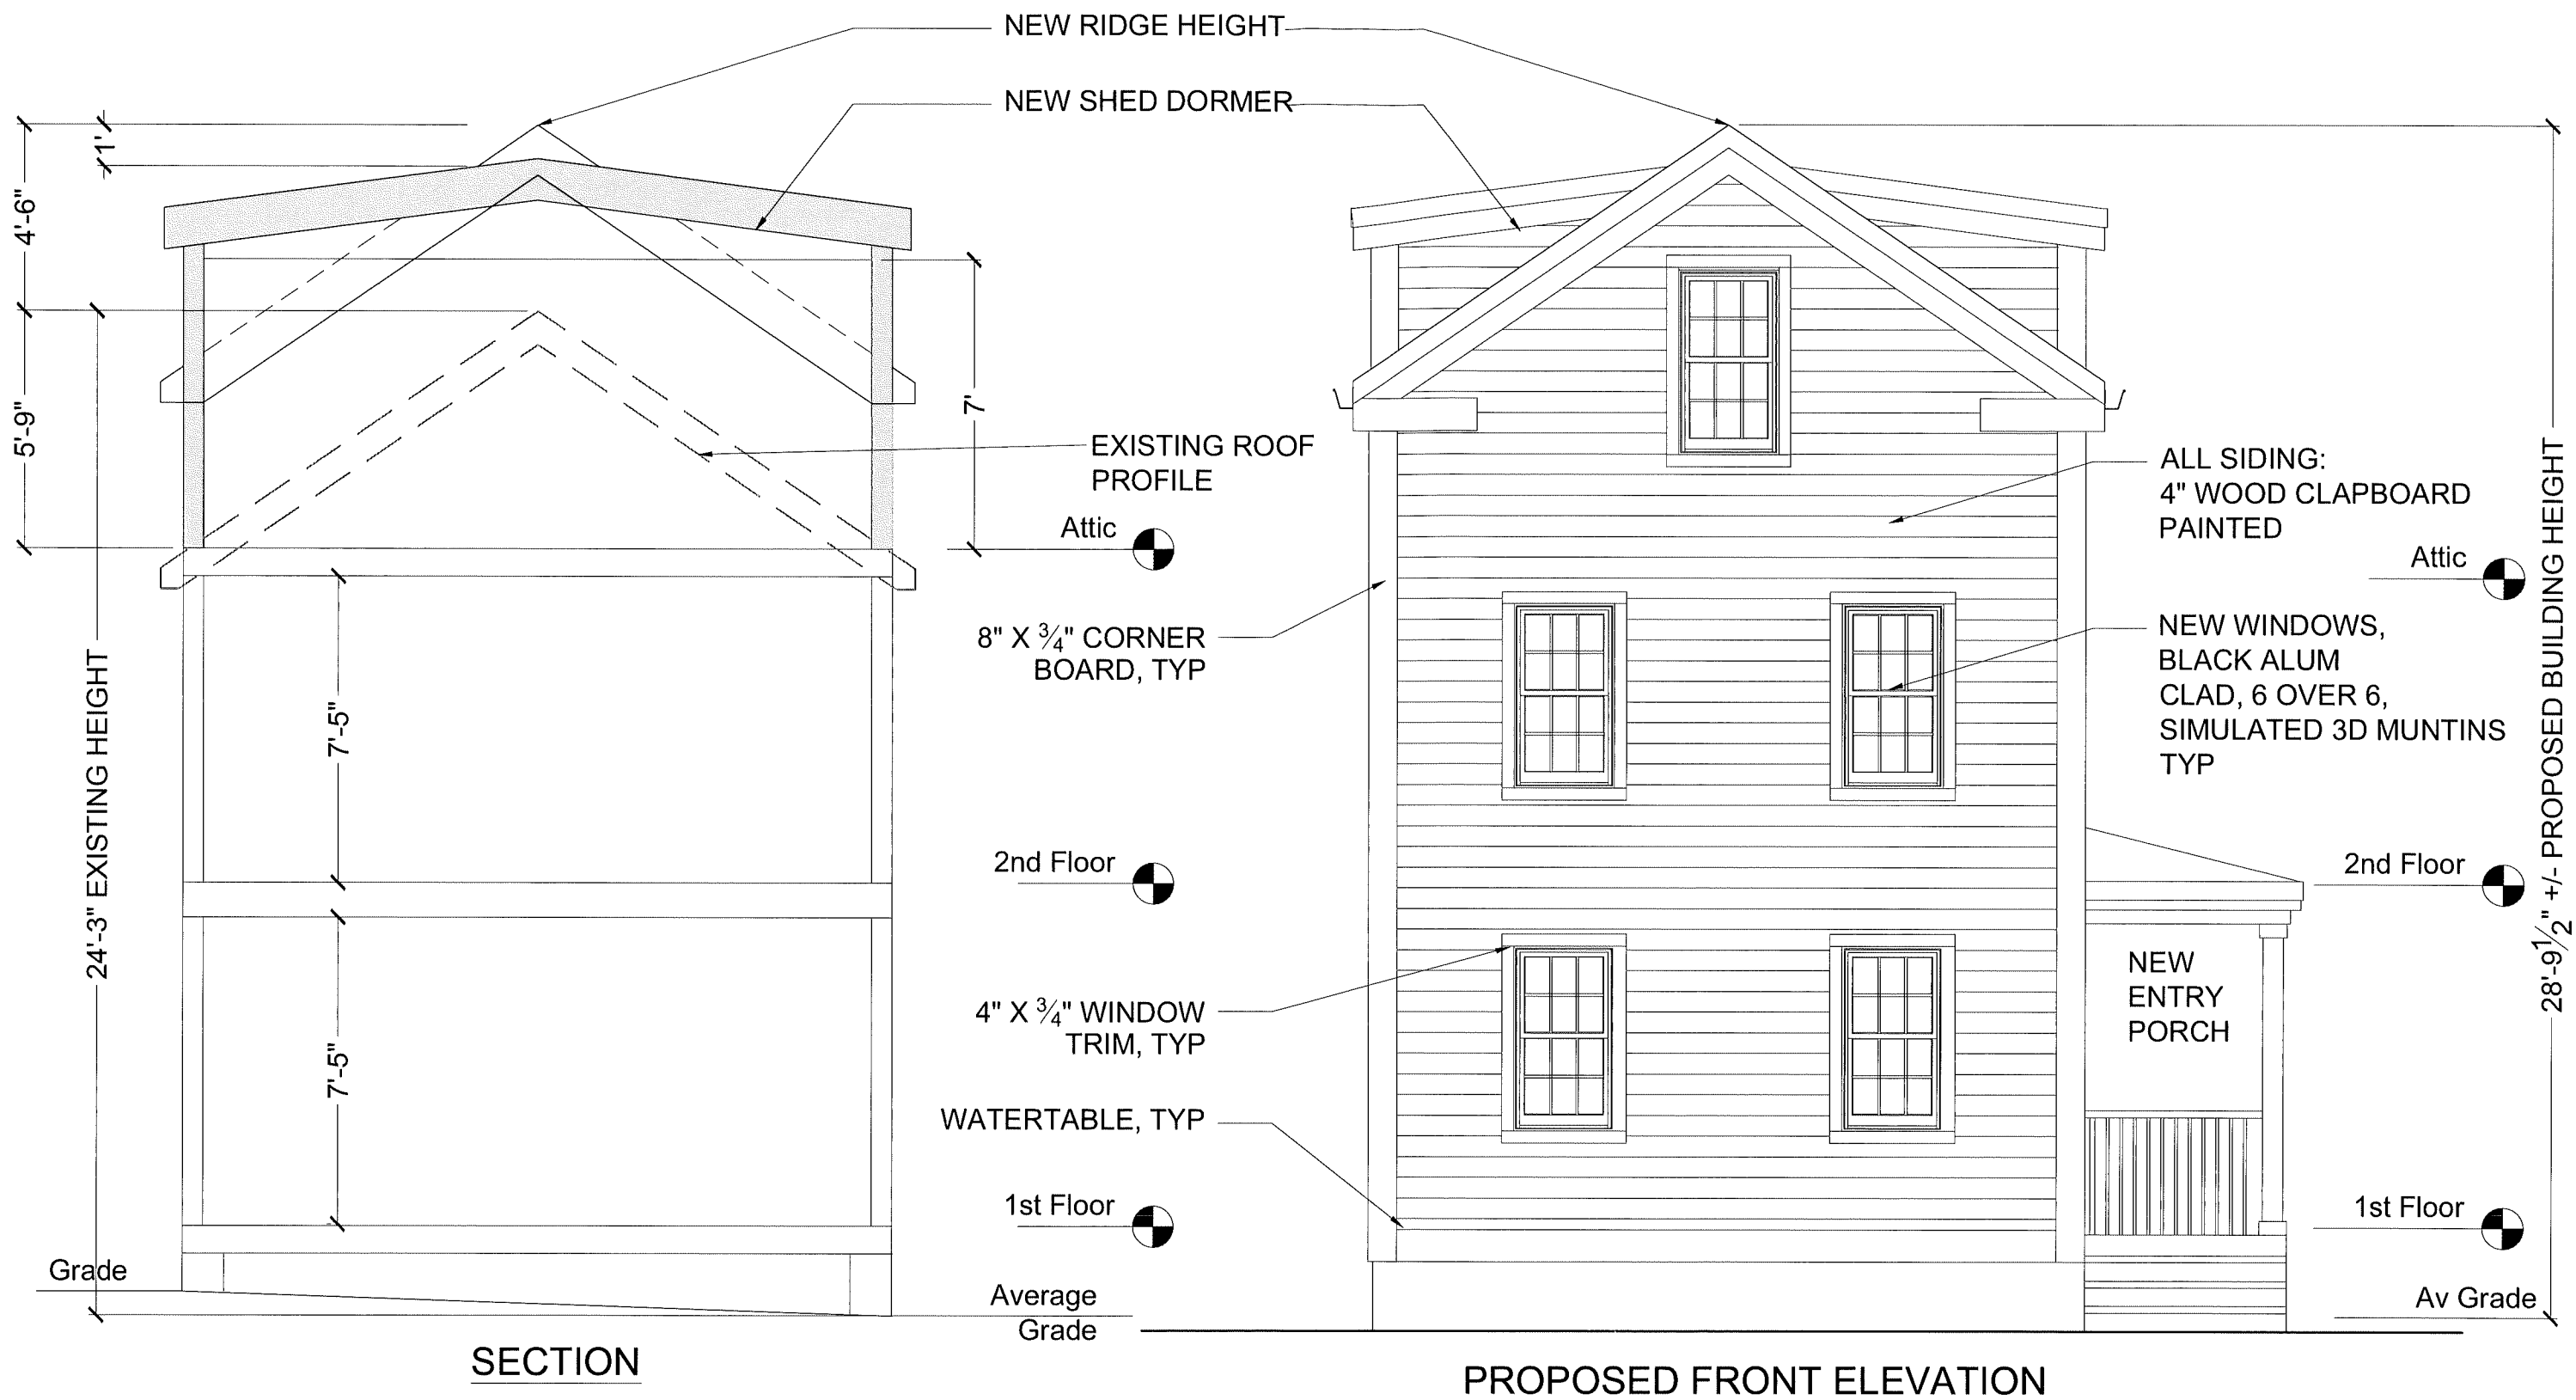 NEW RIDGE HEIGHT
NEW SHED DORMER
1'
4'-6"
5'-9"
7'
24'-3" EXISTING HEIGHT
7'-5"
7'-5"
EXISTING ROOF
PROFILE
Attic
8" X 3/4" CORNER
BOARD, TYP
2nd Floor
4" X 3/4" WINDOW
TRIM, TYP
WATERTABLE, TYP
1st Floor
Grade
Average
Grade
SECTION
ALL SIDING:
4" WOOD CLAPBOARD
PAINTED
Attic
NEW WINDOWS,
BLACK ALUM
CLAD, 6 OVER 6,
SIMULATED 3D MUNTINS
TYP
2nd Floor
NEW
ENTRY
PORCH
1st Floor
Av Grade
28'-9 1/2" +/- PROPOSED BUILDING HEIGHT
PROPOSED FRONT ELEVATION